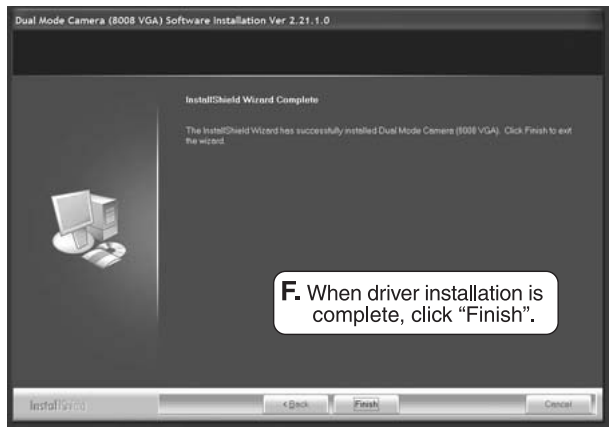 Dual Mode Camera (8008 VGA) Software Installation Ver 2.21.1.0
InstallShield Wizard Complete
The InstallShield Wizard has successfully installed Dual Mode Camera (8008 VGA). Click Finish to exit
the wizard.
F. When driver installation is
complete, click “Finish”.
InstallShield
< Back
Finish
Cancel